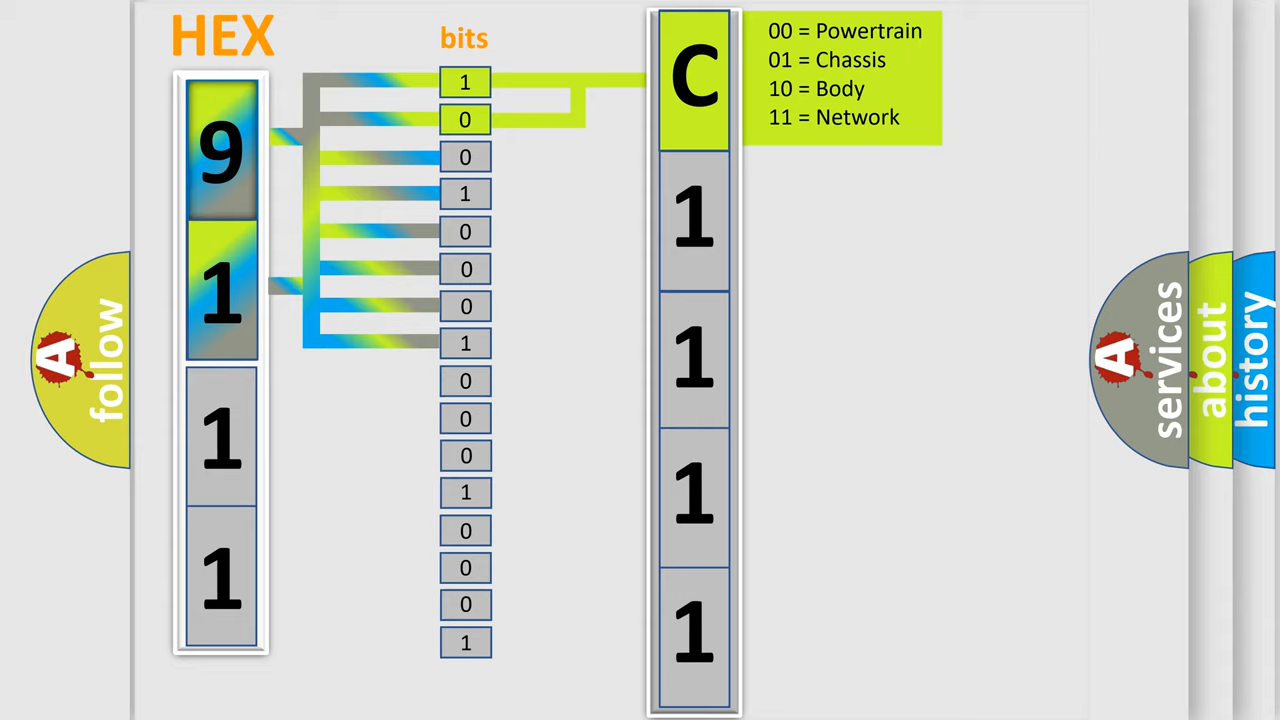 HEX
bits
9
1
1
1
1
0
0
1
0
0
0
1
0
0
0
1
0
0
0
1
C
1
1
1
1
00 = Powertrain
01 = Chassis
10 = Body
11 = Network
A
follow
A
services
about
history